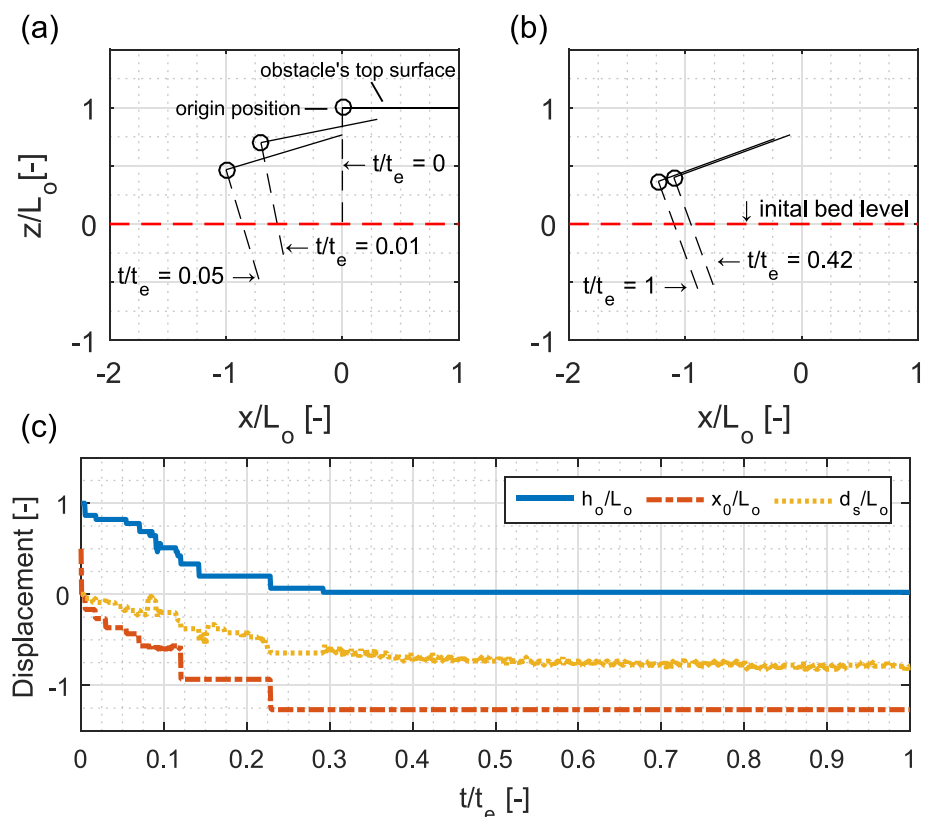 (a)
(b)
obstacle's top surface
origin position
← t/t_e = 0
← t/t_e = 0.01
t/t_e = 0.05 →
z/L_o [-]
1
0
-1
-2
-1
0
1
x/L_o [-]
↓ inital bed level
← t/t_e = 0.42
t/t_e = 1 →
1
0
-1
-2
-1
0
1
x/L_o [-]
(c)
Displacement [-]
1
0
-1
h_o/L_o
x_0/L_o
d_s/L_o
0
0.1
0.2
0.3
0.4
0.5
0.6
0.7
0.8
0.9
1
t/t_e [-]